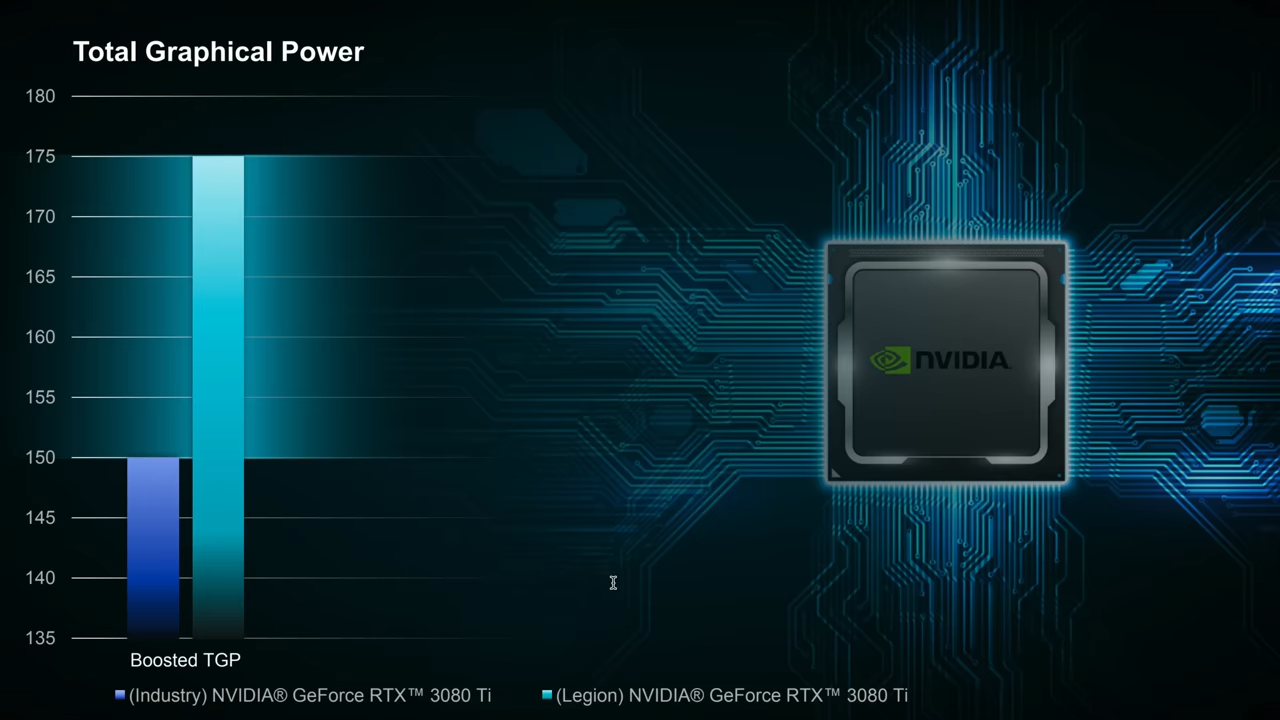 Total Graphical Power
180
175
170
165
160
155
150
145
140
135
Boosted TGP
(Industry) NVIDIA® GeForce RTX™ 3080 Ti
(Legion) NVIDIA® GeForce RTX™ 3080 Ti
NVIDIA.